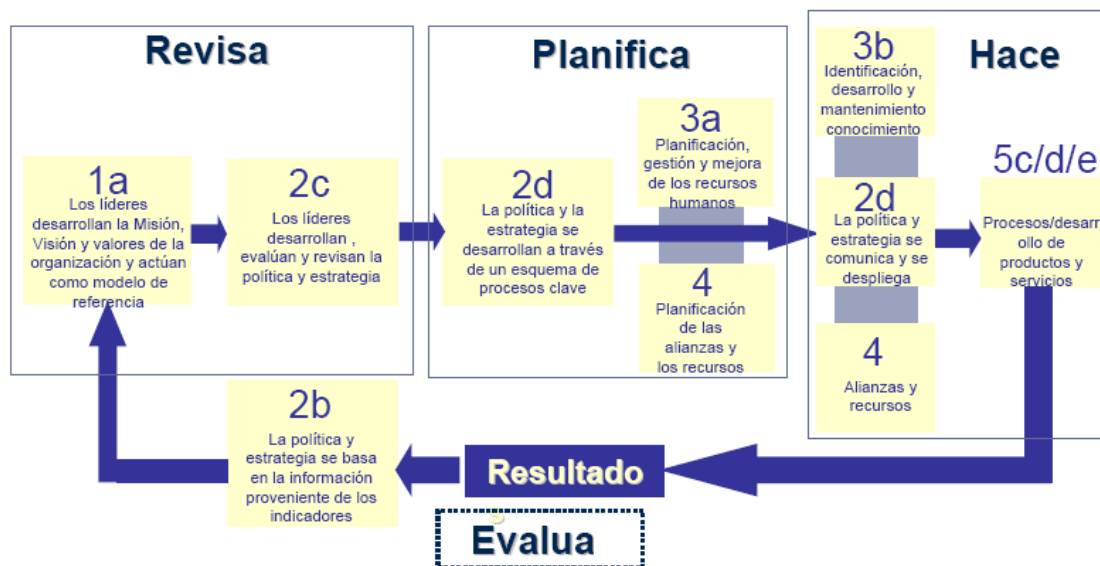 Revisa
1a
Los líderes
desarrollan la Misión,
Visión y valores de la
organización y actúan
como modelo de
referencia
2c
Los líderes
desarrollan ,
evalúan y revisan la
política y estrategia
Planifica
2d
La política y la
estrategia se
desarrollan a través
de un esquema de
procesos clave
3a
Planificación,
gestión y mejora
de los recursos
humanos
4
Planificación
de las
alianzas y
los recursos
Hace
3b
Identificación,
desarrollo y
mantenimiento
conocimiento
2d
La política y
estrategia se
comunica y se
despliega
4
Alianzas y
recursos
5c/d/e
Procesos/desarr
ollo de
productos y
servicios
Resultado
s
Evalua
2b
La política y
estrategia se basa
en la información
proveniente de los
indicadores